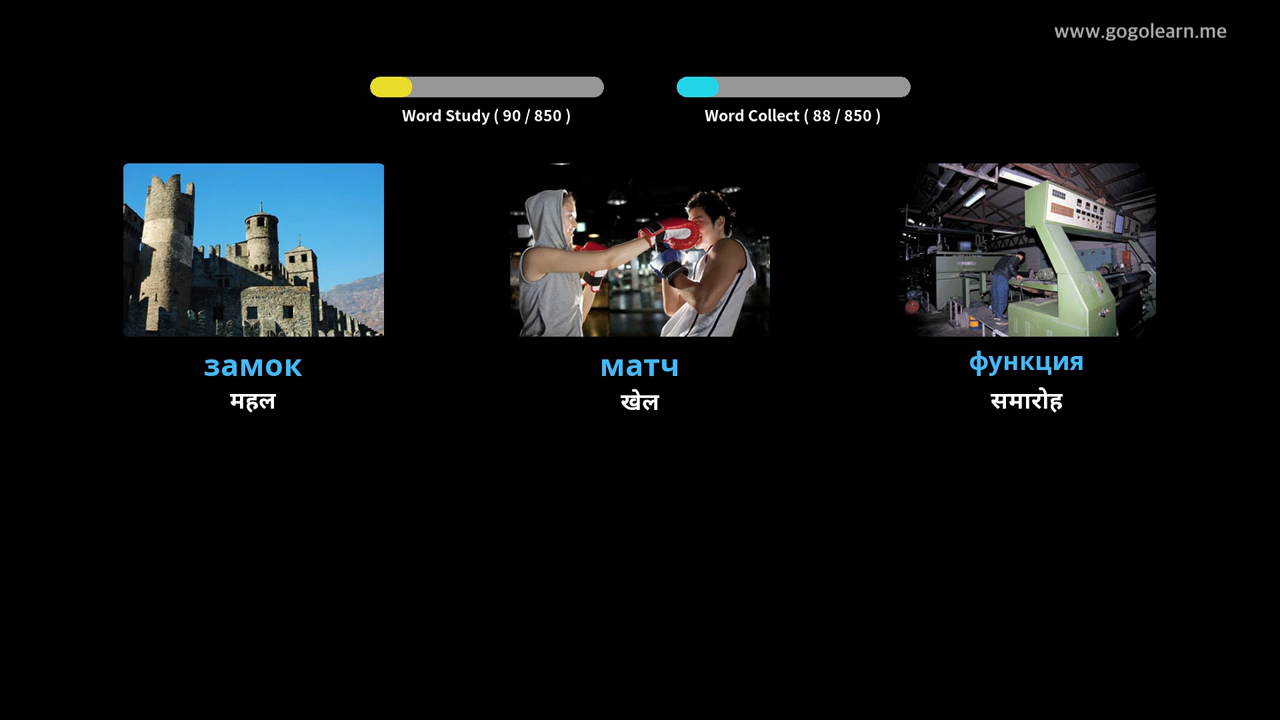 www.gogolearn.me
Word Study ( 90 / 850 )
Word Collect ( 88 / 850 )
замок
महल
матч
खेल
функция
समारोह